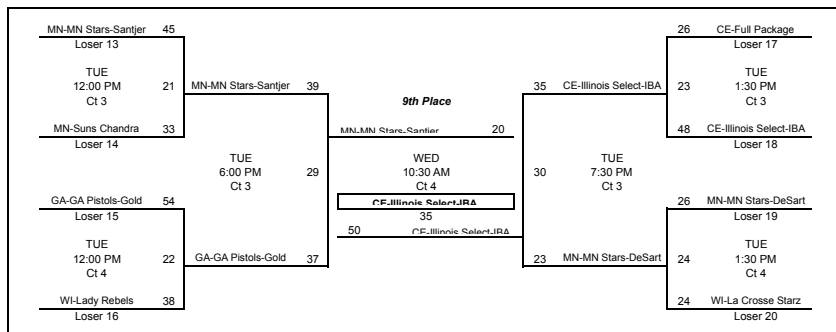 MN-MN Stars-Santjer 45
Loser 13
TUE
12:00 PM 21
Ct 3
MN-Suns Chandra 33
Loser 14
GA-GA Pistols-Gold 54
Loser 15
TUE
12:00 PM 22
Ct 4
WI-Lady Rebels 38
Loser 16
MN-MN Stars-Santjer 39
TUE
6:00 PM 29
Ct 3
GA-GA Pistols-Gold 37
9th Place
MN-MN Stars-Santjer 20
WED
10:30 AM
Ct 4
CE-Illinois Select-IBA
35
50 CE-Illinois Select-IBA
35 CE-Illinois Select-IBA
TUE
30 7:30 PM
Ct 3
23 MN-MN Stars-DeSart
26 CE-Full Package
Loser 17
TUE
23 1:30 PM
Ct 3
48 CE-Illinois Select-IBA
Loser 18
26 MN-MN Stars-DeSart
Loser 19
TUE
24 1:30 PM
Ct 4
24 WI-La Crosse Starz
Loser 20